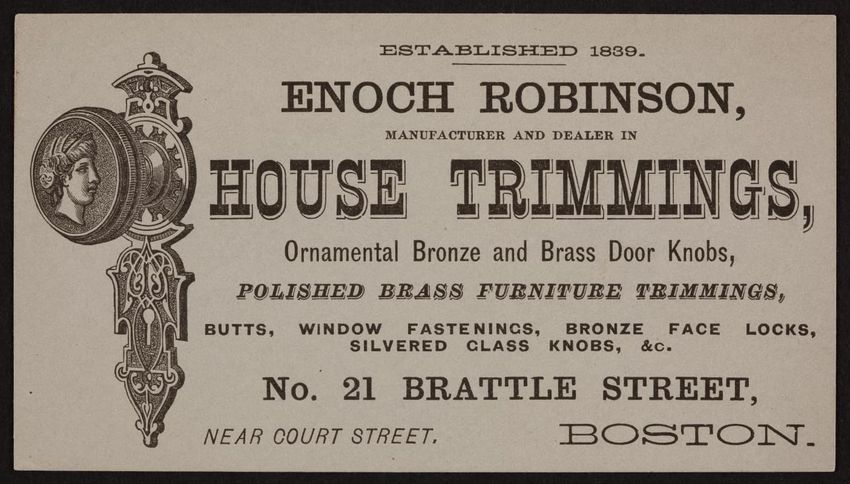 ESTABLISHED 1839.
ENOCH ROBINSON,
MANUFACTURER AND DEALER IN
HOUSE TRIMMINGS,
Ornamental Bronze and Brass Door Knobs,
POLISHED BRASS FURNITURE TRIMMINGS,
BUTTS, WINDOW FASTENINGS, BRONZE FACE LOCKS,
SILVERED GLASS KNOBS, &c.
No. 21 BRATTLE STREET,
NEAR COURT STREET. BOSTON.